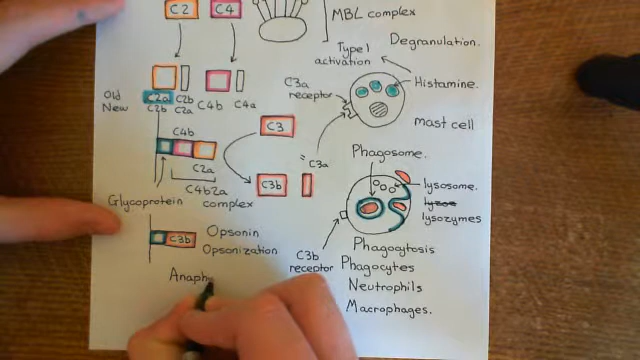 C2
C4
MBL complex
Degranulation.
Type 1
activation
C3a
receptor
Histamine.
mast cell
Old
New
C2a
C2b
C2b
C2a
C4b
C4a
C3
C4b
C2a
C4b2a
complex
C3b
= C3a
Glycoprotein
Phagosome.
lysosome.
lysozymes
C3b
Opsonin
Opsonization
C3b
receptor
Phagocytosis
Phagocytes
Neutrophils
Macrophages.
Anaph